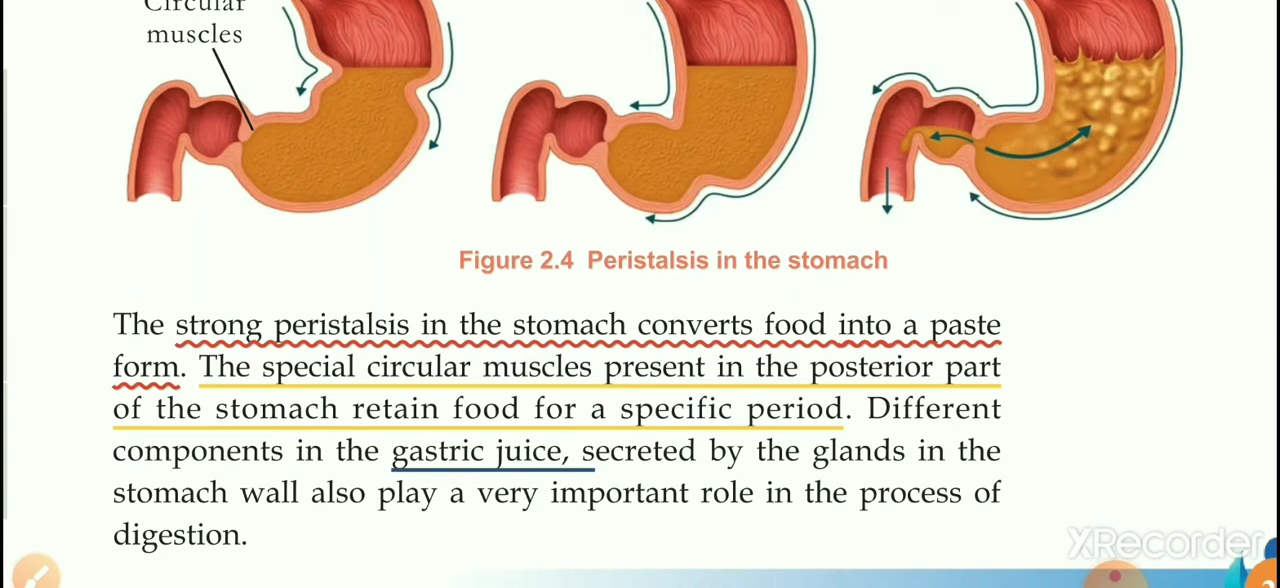 Circular
muscles
Figure 2.4 Peristalsis in the stomach
The strong peristalsis in the stomach converts food into a paste
form. The special circular muscles present in the posterior part
of the stomach retain food for a specific period. Different
components in the gastric juice, secreted by the glands in the
stomach wall also play a very important role in the process of
digestion.
XRecorder